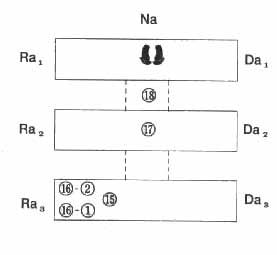 Na
Ra₁ Da₁
⑱
Ra₂ ⑰ Da₂
⑯-② ⑮
Ra₃ Da₃
⑯-①